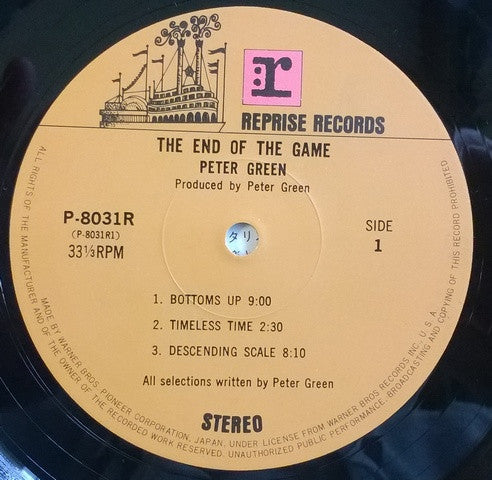 r
REPRISE RECORDS
THE END OF THE GAME
PETER GREEN
Produced by Peter Green
P-8031R
(P-8031R1)
33⅓RPM
SIDE
1
タリ
1. BOTTOMS UP 9:00
2. TIMELESS TIME 2:30
3. DESCENDING SCALE 8:10
All selections written by Peter Green
STEREO
MADE BY WARNER BROS. PIONEER CORPORATION, JAPAN, UNDER LICENSE FROM WARNER BROS RECORDS INC. U.S.A.
ALL RIGHTS OF THE MANUFACTURER AND OF THE OWNER OF THE RECORDED WORK RESERVED. UNAUTHORIZED PUBLIC PERFORMANCE, BROADCASTING AND COPYING OF THIS RECORD PROHIBITED